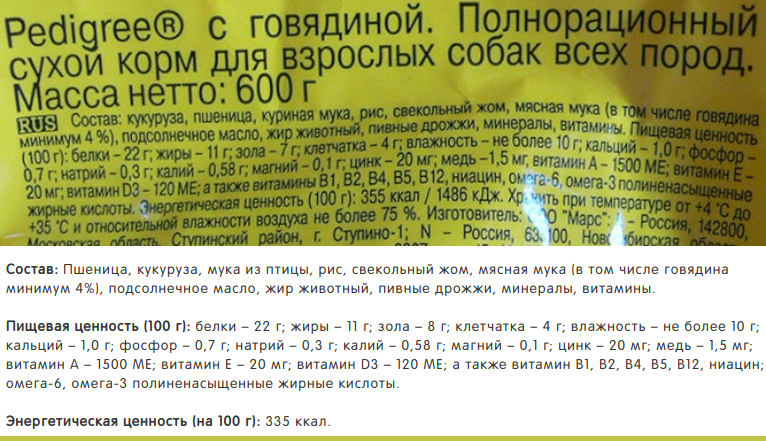 Pedigree® с говядиной. Полнорационный
сухой корм для взрослых собак всех пород.
Масса нетто: 600 г
RUS Состав: кукуруза, пшеница, куриная мука, рис, свекольный жом, мясная мука (в том числе говядина
минимум 4 %), подсолнечное масло, жир животный, пивные дрожжи, минералы, витамины. Пищевая ценность
(100 г): белки – 22 г; жиры – 11 г; зола – 7 г; клетчатка – 4 г; влажность – не более 10 г; кальций – 1,0 г; фосфор –
0,7 г; натрий – 0,3 г; калий – 0,58 г; магний – 0,1 г; цинк – 20 мг; медь –1,5 мг, витамин А – 1500 МЕ; витамин Е –
20 мг; витамин D3 – 120 МЕ; а также витамины В1, В2, В4, В5, В12, ниацин, омега-6, омега-3 полиненасыщенные
жирные кислоты. Энергетическая ценность (100 г): 355 ккал / 1486 кДж. Хранить при температуре от +4 °С до
+35 °С и относительной влажности воздуха не более 75 %. Изготовитель: ООО "Марс": – Россия, 142800,
Московская область, Ступинский район, г. Ступино-1; N – Россия, Новосибирская область
Состав: Пшеница, кукуруза, мука из птицы, рис, свекольный жом, мясная мука (в том числе говядина
минимум 4%), подсолнечное масло, жир животный, пивные дрожжи, минералы, витамины.
Пищевая ценность (100 г): белки – 22 г; жиры – 11 г; зола – 8 г; клетчатка – 4 г; влажность – не более 10 г;
кальций – 1,0 г; фосфор – 0,7 г; натрий – 0,3 г; калий – 0,58 г; магний – 0,1 г; цинк – 20 мг; медь – 1,5 мг;
витамин А – 1500 МЕ; витамин Е – 20 мг; витамин D3 – 120 МЕ; а также витамин В1, В2, В4, В5, В12, ниацин;
омега-6, омега-3 полиненасыщенные жирные кислоты.
Энергетическая ценность (на 100 г): 335 ккал.